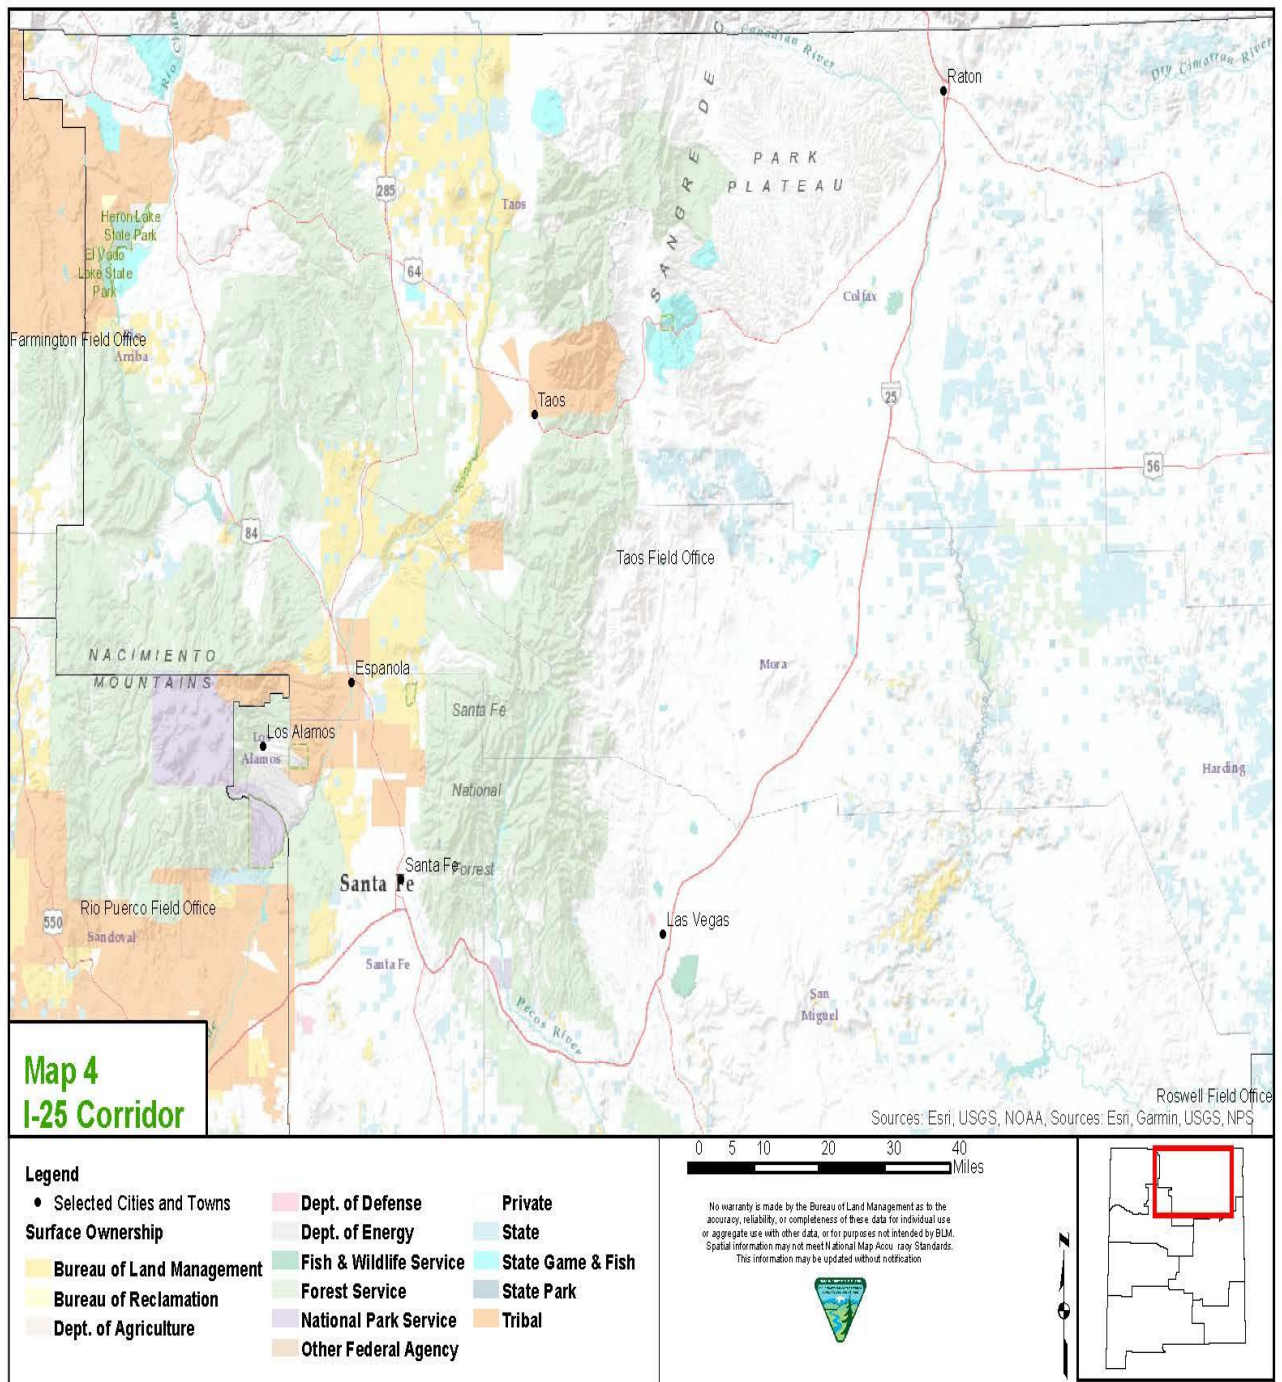 Canadian River
Dry Cimarron River
Raton
SANGRE DE
PARK
PLATEAU
285
Taos
Heron Lake
State Park
El Vado
Lake State
Park
64
Colfax
Farmington Field Office
Arriba
25
Taos
56
84
Taos Field Office
NACIMIENTO
MOUNTAINS
Espanola
Mora
Santa Fe
Los Alamos
Los
Alamos
Harding
National
Santa Fe
Forrest
Santa Fe
Rio Puerco Field Office
550
Sandoval
Las Vegas
Santa Fe
San
Miguel
Pecos River
Map 4
I-25 Corridor
Roswell Field Office
Sources: Esri, USGS, NOAA, Sources: Esri, Garmin, USGS, NPS
Legend
Selected Cities and Towns
Surface Ownership
Bureau of Land Management
Bureau of Reclamation
Dept. of Agriculture
Dept. of Defense
Dept. of Energy
Fish & Wildlife Service
Forest Service
National Park Service
Other Federal Agency
Private
State
State Game & Fish
State Park
Tribal
0 5 10 20 30 40
Miles
No warranty is made by the Bureau of Land Management as to the
accuracy, reliability, or completeness of these data for individual use
or aggregate use with other data, or for purposes not intended by BLM.
Spatial information may not meet National Map Accu racy Standards.
This information may be updated without notification
N